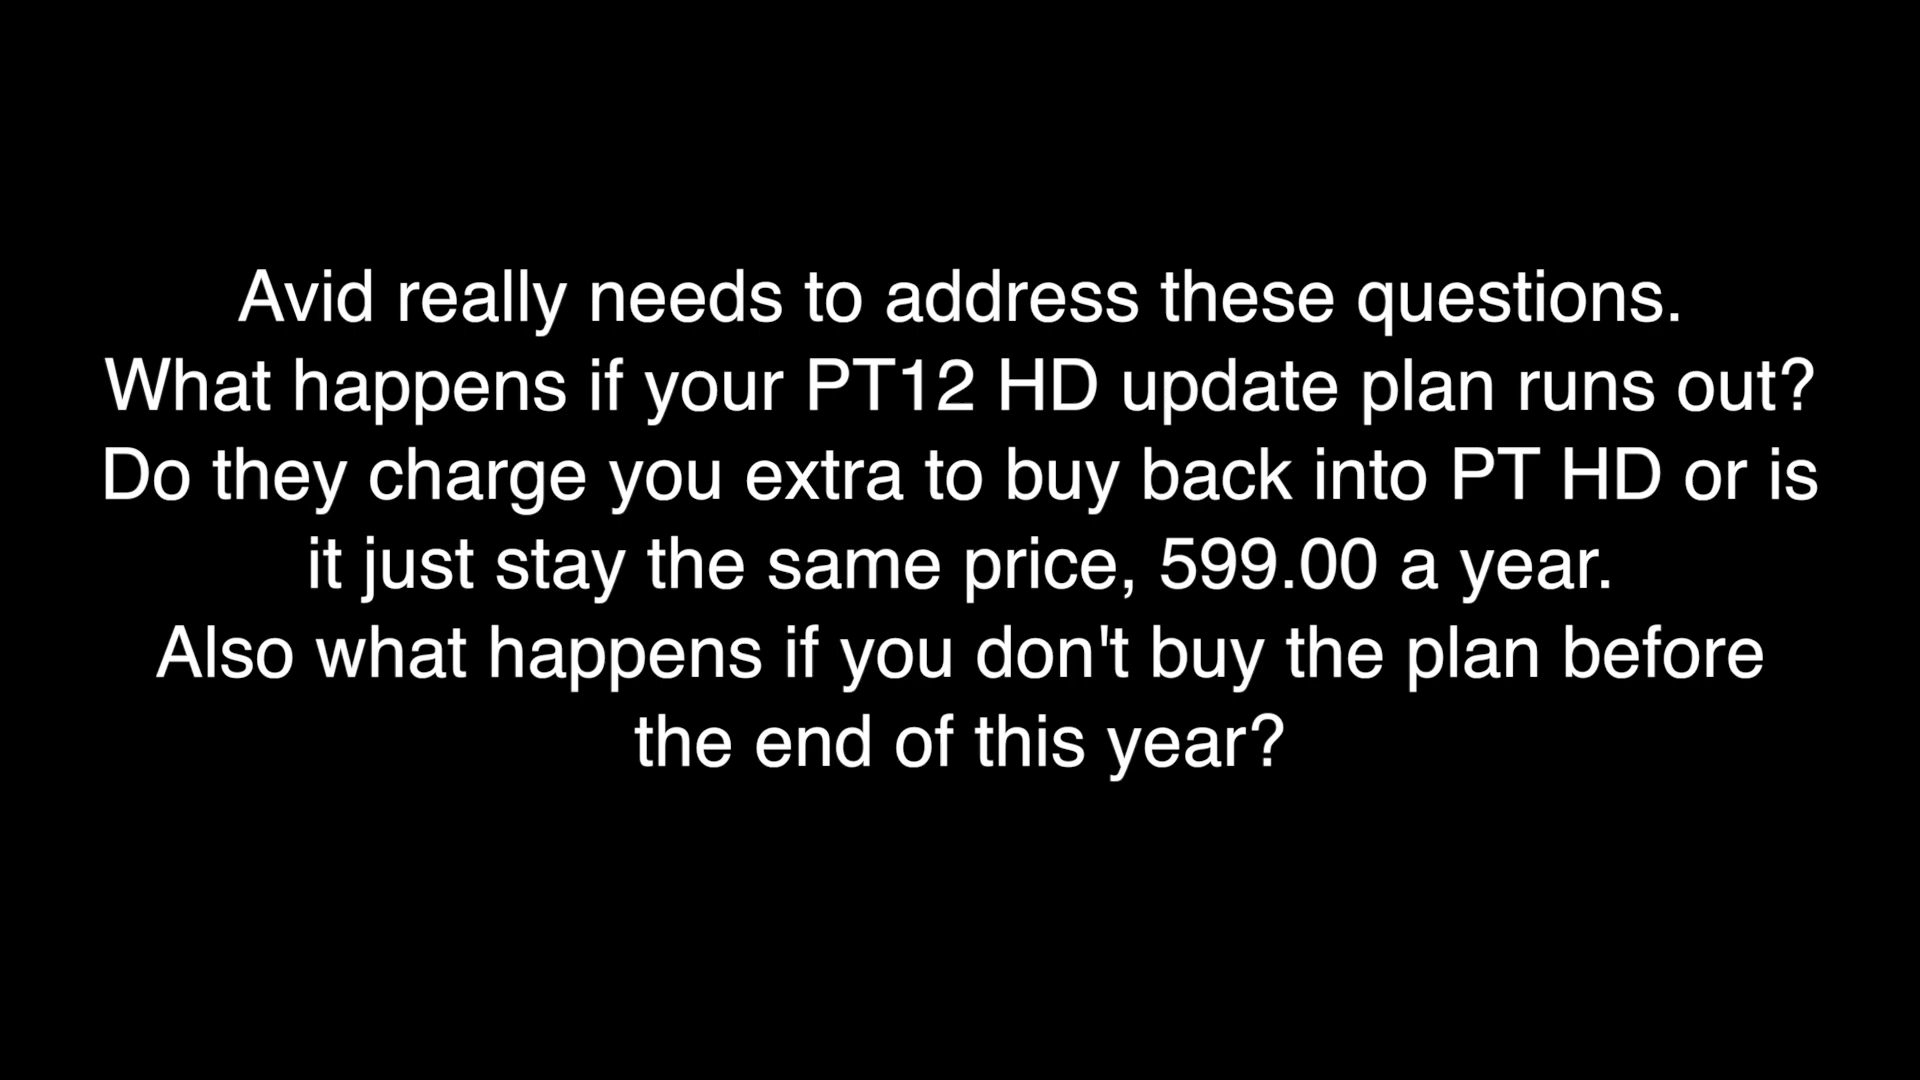 Avid really needs to address these questions.
What happens if your PT12 HD update plan runs out?
Do they charge you extra to buy back into PT HD or is
it just stay the same price, 599.00 a year.
Also what happens if you don't buy the plan before
the end of this year?